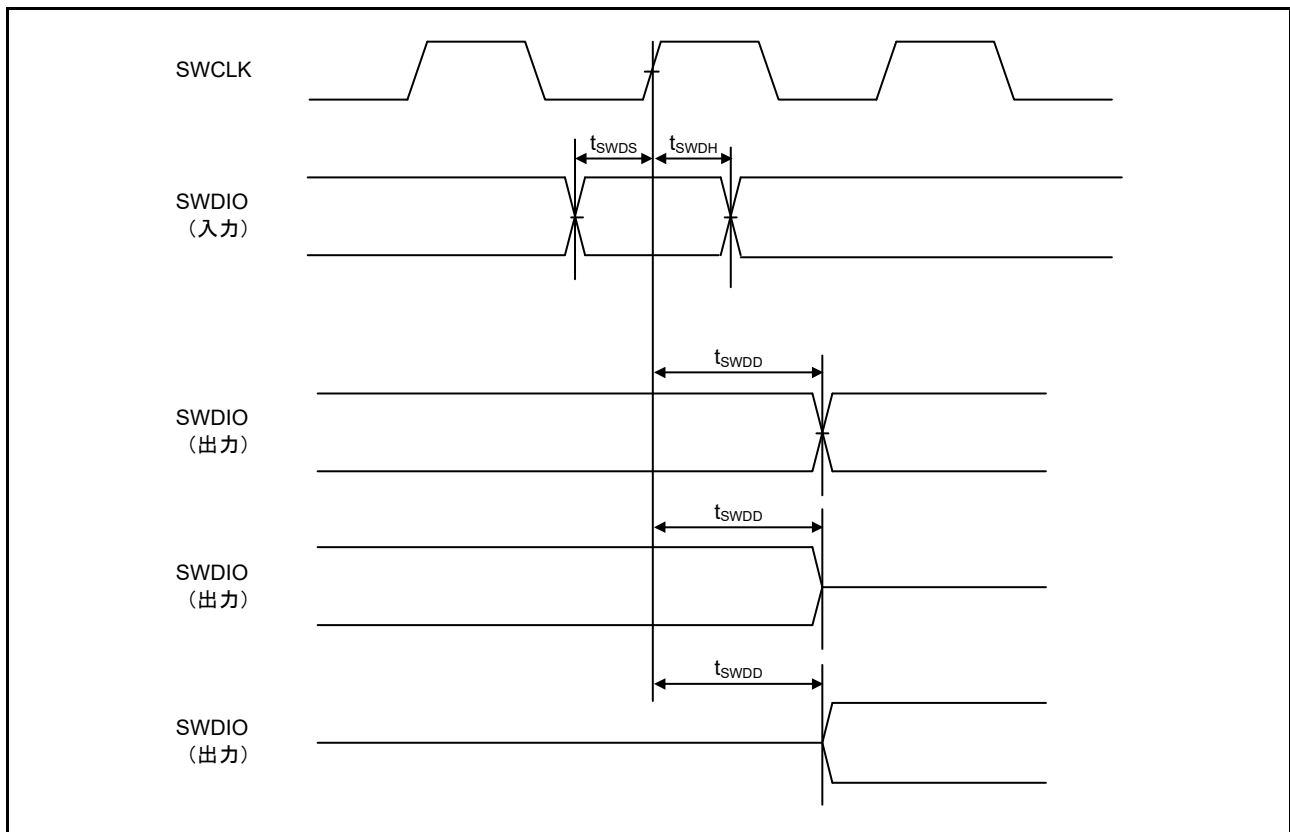 SWCLK
tSWDS
tSWDH
SWDIO
（入力）
tSWDD
SWDIO
（出力）
tSWDD
SWDIO
（出力）
tSWDD
SWDIO
（出力）